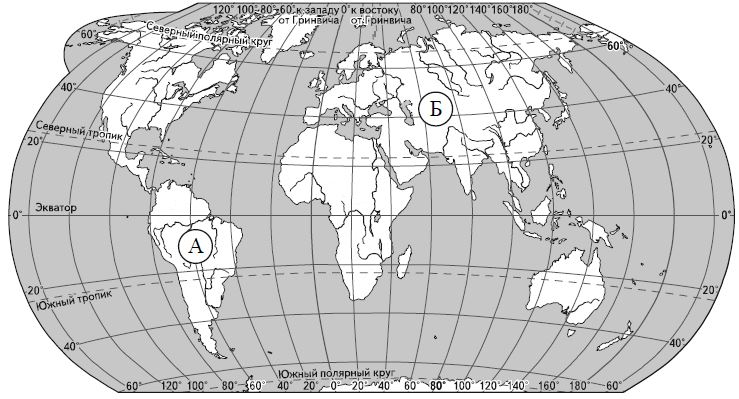 120° 100° 80° 60° к западу 0° к востоку 80° 100° 120° 140° 160° 180°
от Гринвича от Гринвича
Северный полярный круг
60° 60°
40° 40°
Б
Северный тропик
20° 20°
Экватор
0° 0°
А
20° 20°
Южный тропик
40° 40°
Южный полярный круг
60° 120° 100° 80° 60° 40° 20° 0° 20° 40° 60° 80° 100° 120° 140° 160° 180° 60°